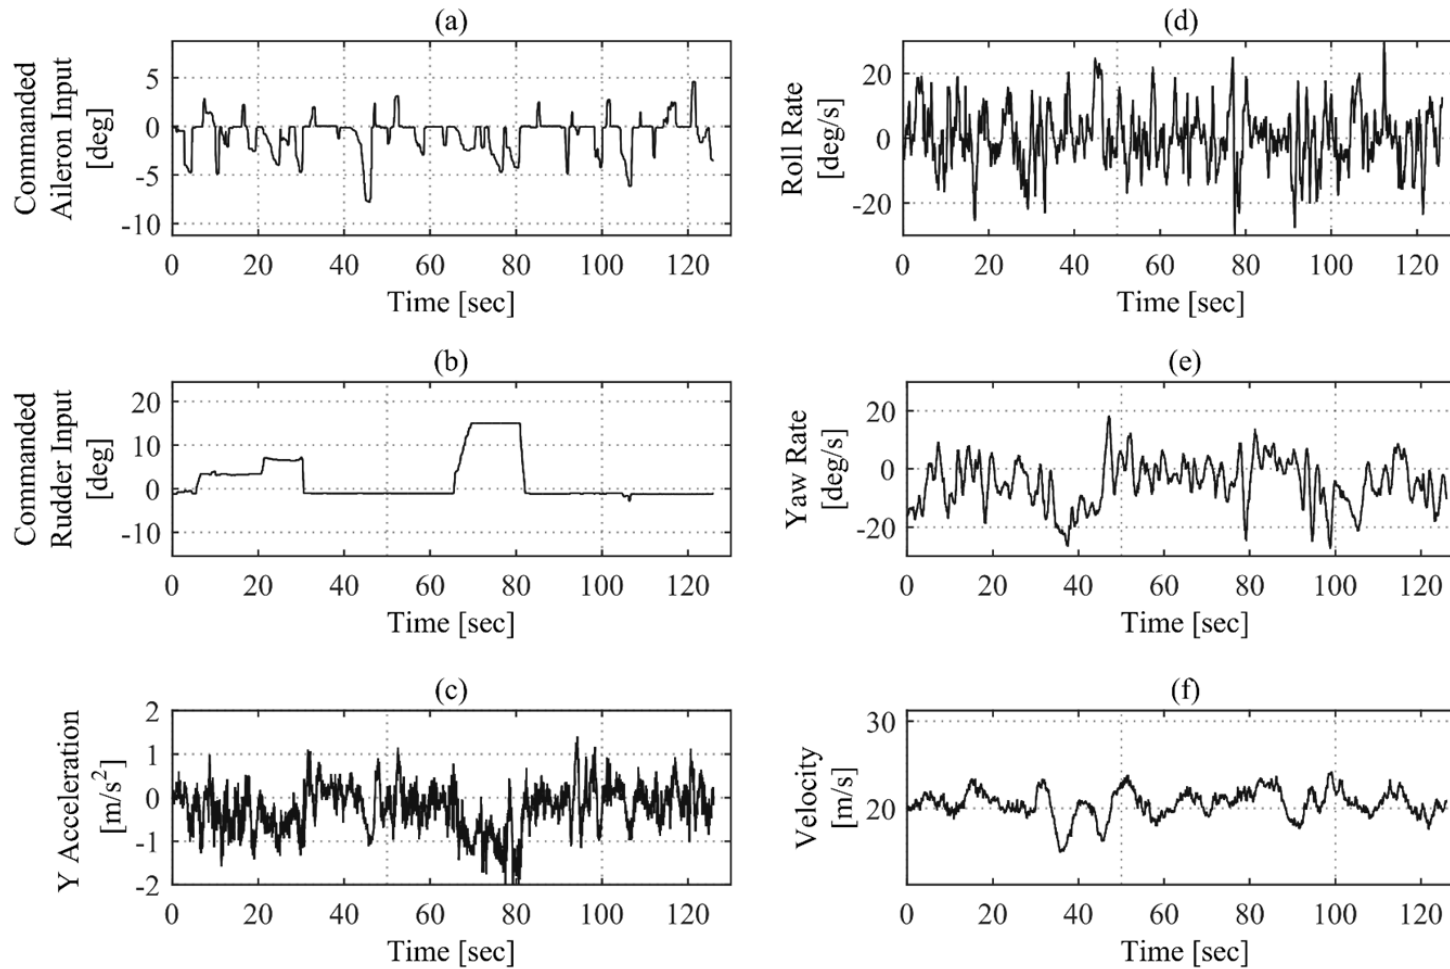 (a)
Commanded
Aileron Input
[deg]
5
0
-5
-10
0 20 40 60 80 100 120
Time [sec]
(d)
Roll Rate
[deg/s]
20
0
-20
0 20 40 60 80 100 120
Time [sec]
(b)
Commanded
Rudder Input
[deg]
20
10
0
-10
0 20 40 60 80 100 120
Time [sec]
(e)
Yaw Rate
[deg/s]
20
0
-20
0 20 40 60 80 100 120
Time [sec]
(c)
Y Acceleration
[m/s²]
2
1
0
-1
-2
0 20 40 60 80 100 120
Time [sec]
(f)
Velocity
[m/s]
30
20
0 20 40 60 80 100 120
Time [sec]